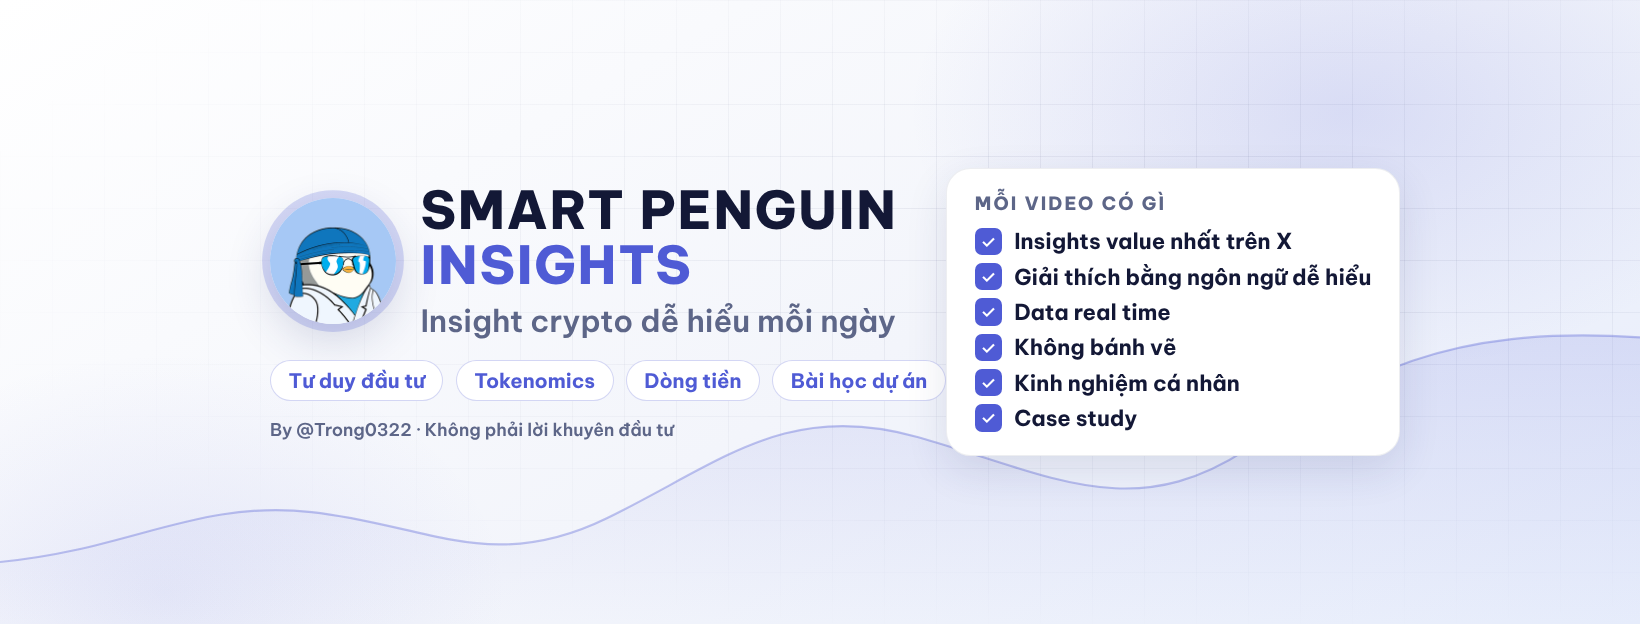 SMART PENGUIN
INSIGHTS
Insight crypto dễ hiểu mỗi ngày
Tư duy đầu tư
Tokenomics
Dòng tiền
Bài học dự án
By @Trong0322 · Không phải lời khuyên đầu tư
MỖI VIDEO CÓ GÌ
Insights value nhất trên X
Giải thích bằng ngôn ngữ dễ hiểu
Data real time
Không bánh vẽ
Kinh nghiệm cá nhân
Case study